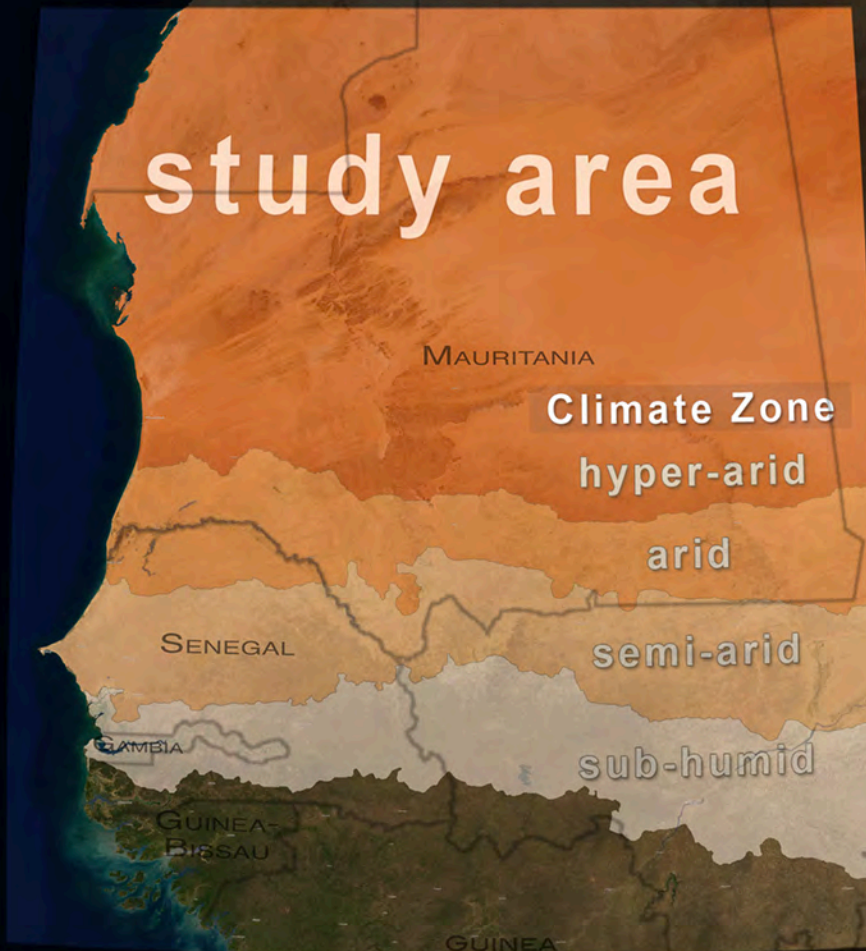 study area
MAURITANIA
Climate Zone
hyper-arid
arid
SENEGAL
semi-arid
GAMBIA
sub-humid
GUINEA-
BISSAU
GUINEA